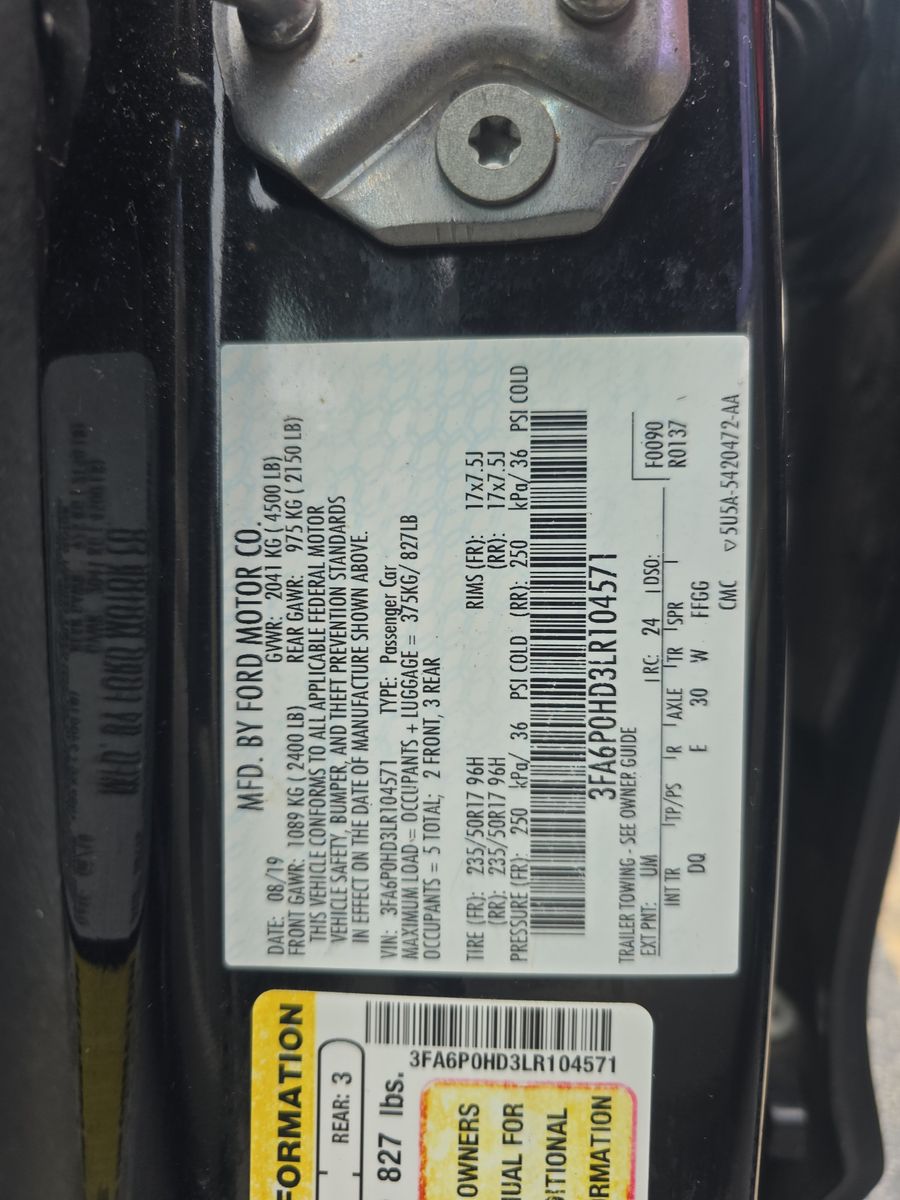 MFD. BY FORD MOTOR CO.
DATE: 08/19 GVWR: 2041 KG ( 4500 LB)
FRONT GAWR: 1089 KG ( 2400 LB) REAR GAWR: 975 KG ( 2150 LB)
THIS VEHICLE CONFORMS TO ALL APPLICABLE FEDERAL MOTOR
VEHICLE SAFETY, BUMPER, AND THEFT PREVENTION STANDARDS
IN EFFECT ON THE DATE OF MANUFACTURE SHOWN ABOVE.
VIN: 3FA6P0HD3LR104571 TYPE: Passenger Car
MAXIMUM LOAD = OCCUPANTS + LUGGAGE = 375KG/ 827LB
OCCUPANTS = 5 TOTAL; 2 FRONT, 3 REAR
TIRE (FR): 235/50R17 96H RIMS (FR): 17x7.5J
(RR): 235/50R17 96H (RR): 17x7.5J
PRESSURE (FR): 250 kPa/ 36 PSI COLD (RR): 250 kPa/ 36 PSI COLD
3FA6P0HD3LR104571
TRAILER TOWING - SEE OWNER GUIDE
EXT PNT: UM RC: 24 DSO: F0090
R0137
INT TR TP/PS R AXLE TR SPR
DQ E 30 W FFGG
CMC 5U5A-5420472-AA
FORMATION
REAR: 3
827 lbs.
3FA6P0HD3LR104571
OWNERS
UAL FOR
ITIONAL
RMATION